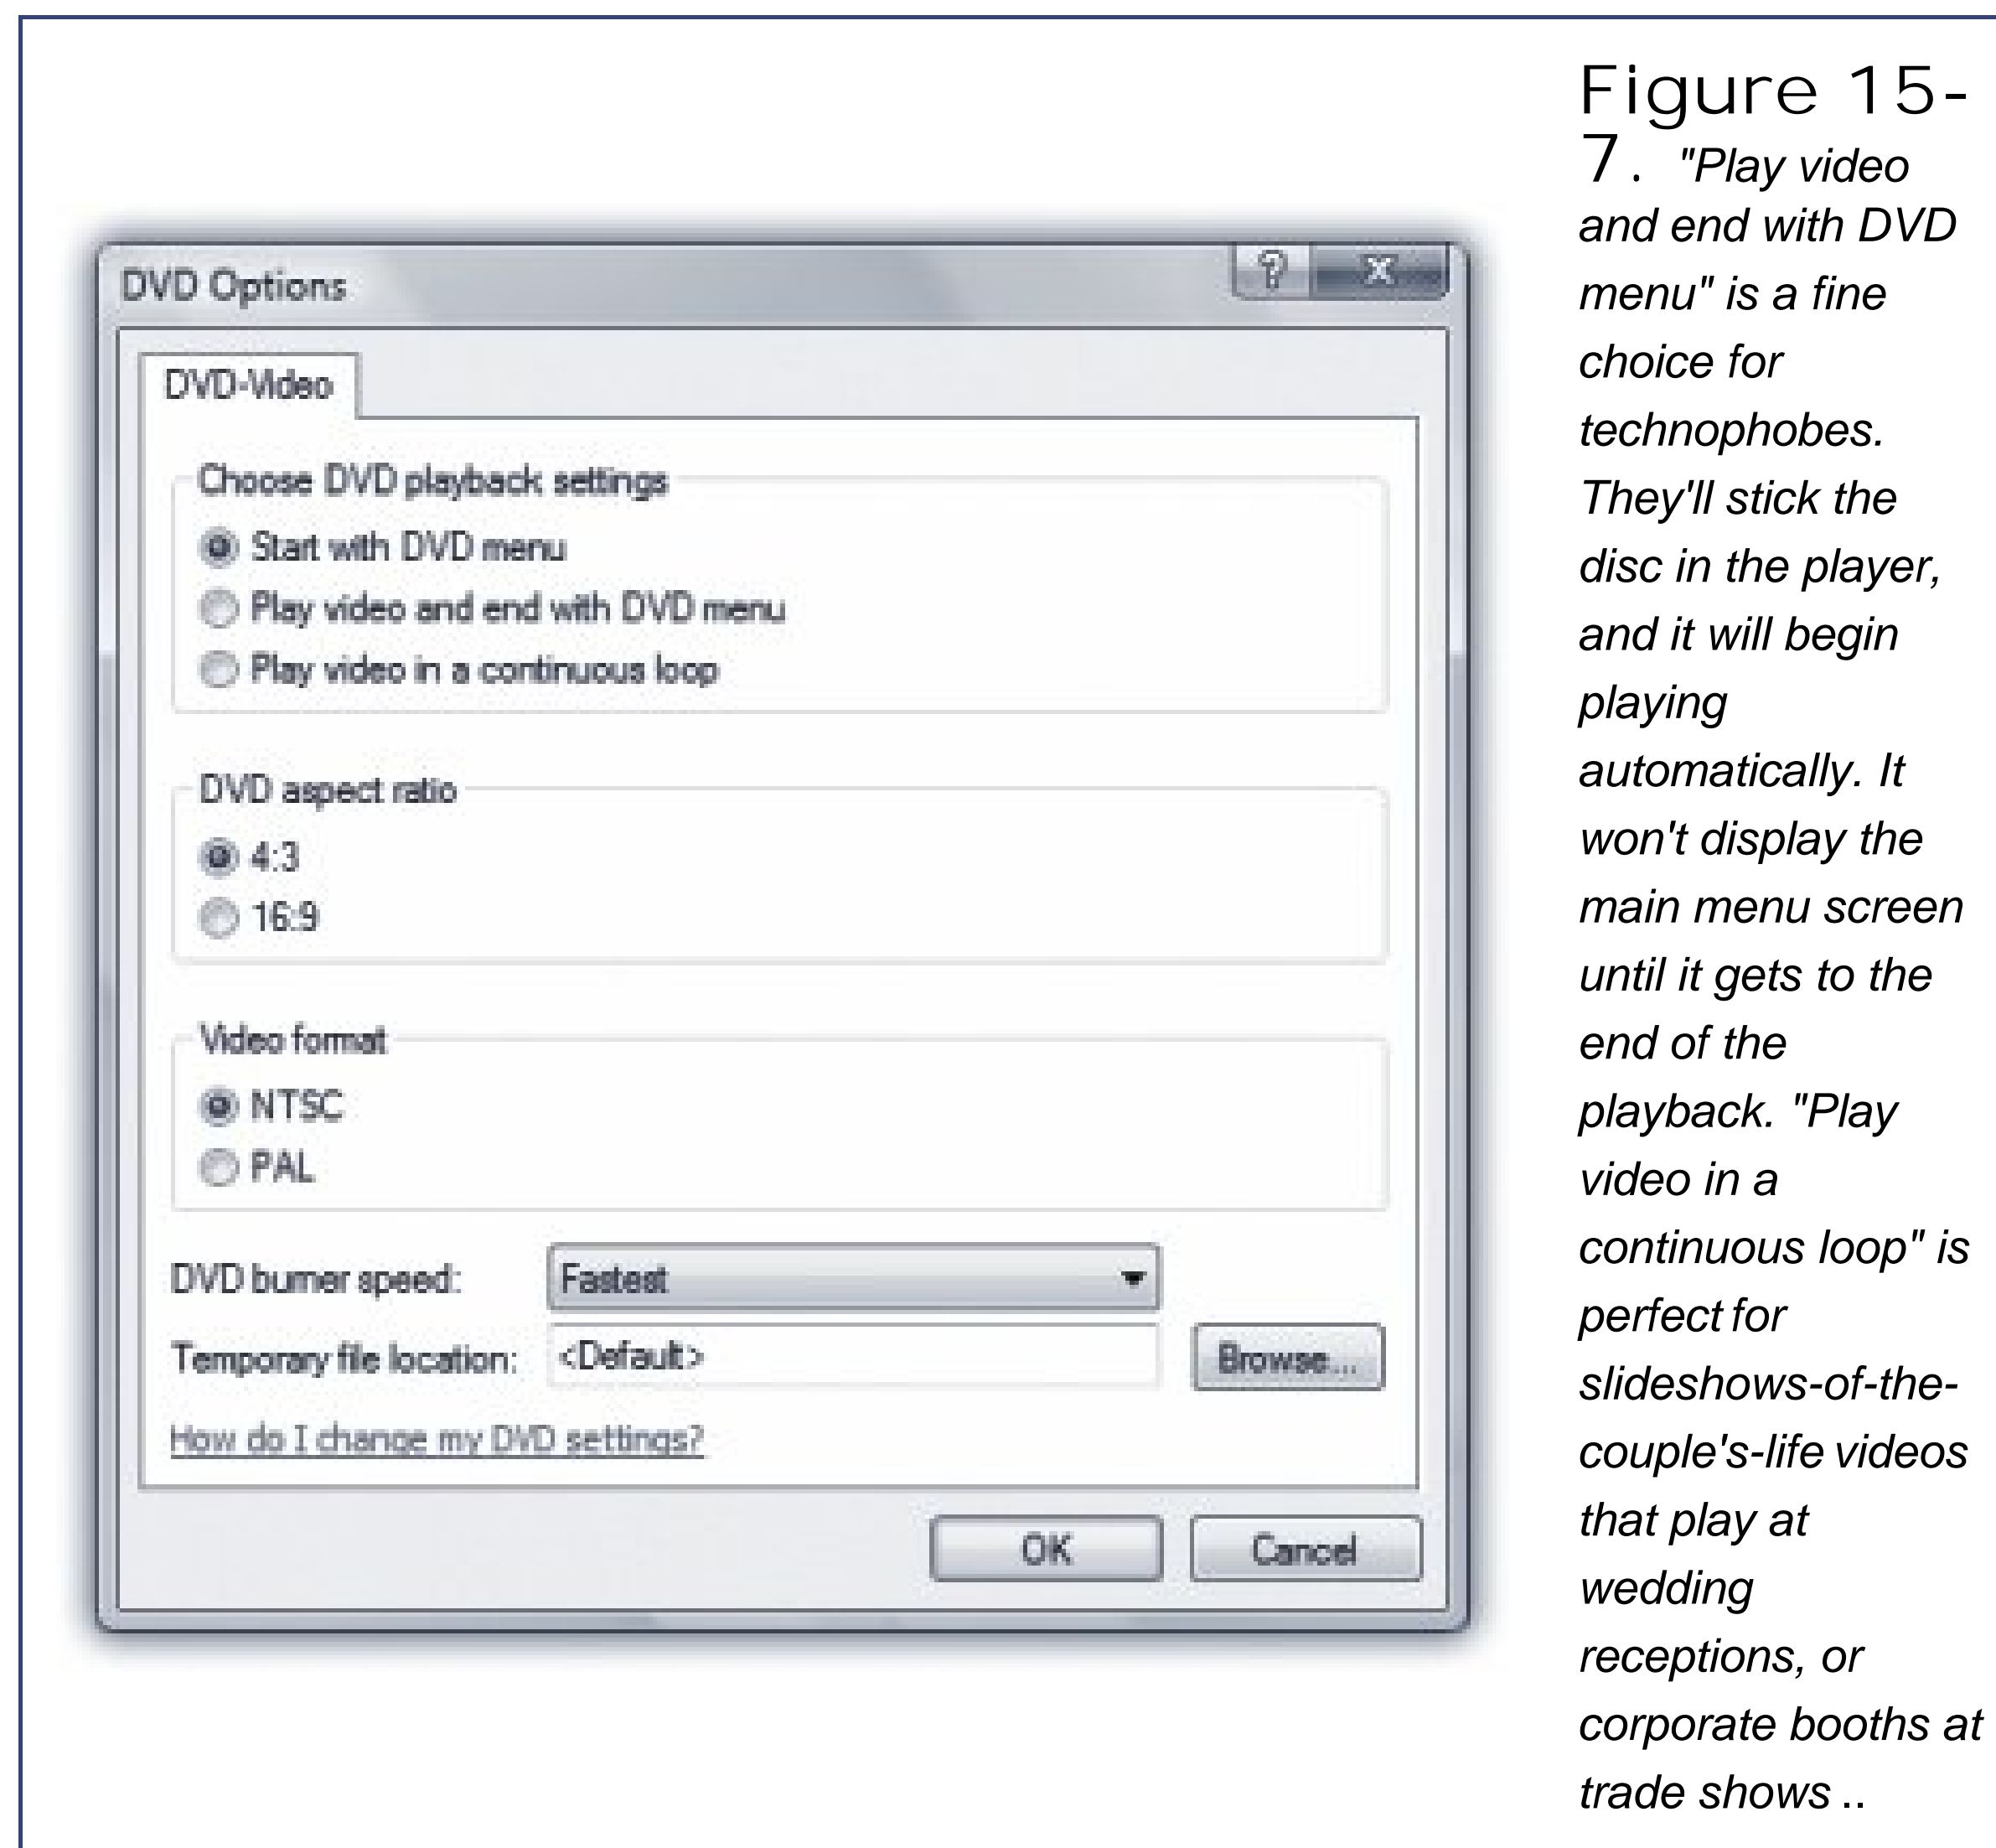 DVD Options
DVD-Video
Choose DVD playback settings
Start with DVD menu
Play video and end with DVD menu
Play video in a continuous loop
DVD aspect ratio
4:3
16:9
Video format
NTSC
PAL
DVD burner speed: Fastest
Temporary file location: <Default> Browse...
How do I change my DVD settings?
OK Cancel
Figure 15-
7. "Play video
and end with DVD
menu" is a fine
choice for
technophobes.
They'll stick the
disc in the player,
and it will begin
playing
automatically. It
won't display the
main menu screen
until it gets to the
end of the
playback. "Play
video in a
continuous loop" is
perfect for
slideshows-of-the-
couple's-life videos
that play at
wedding
receptions, or
corporate booths at
trade shows ..